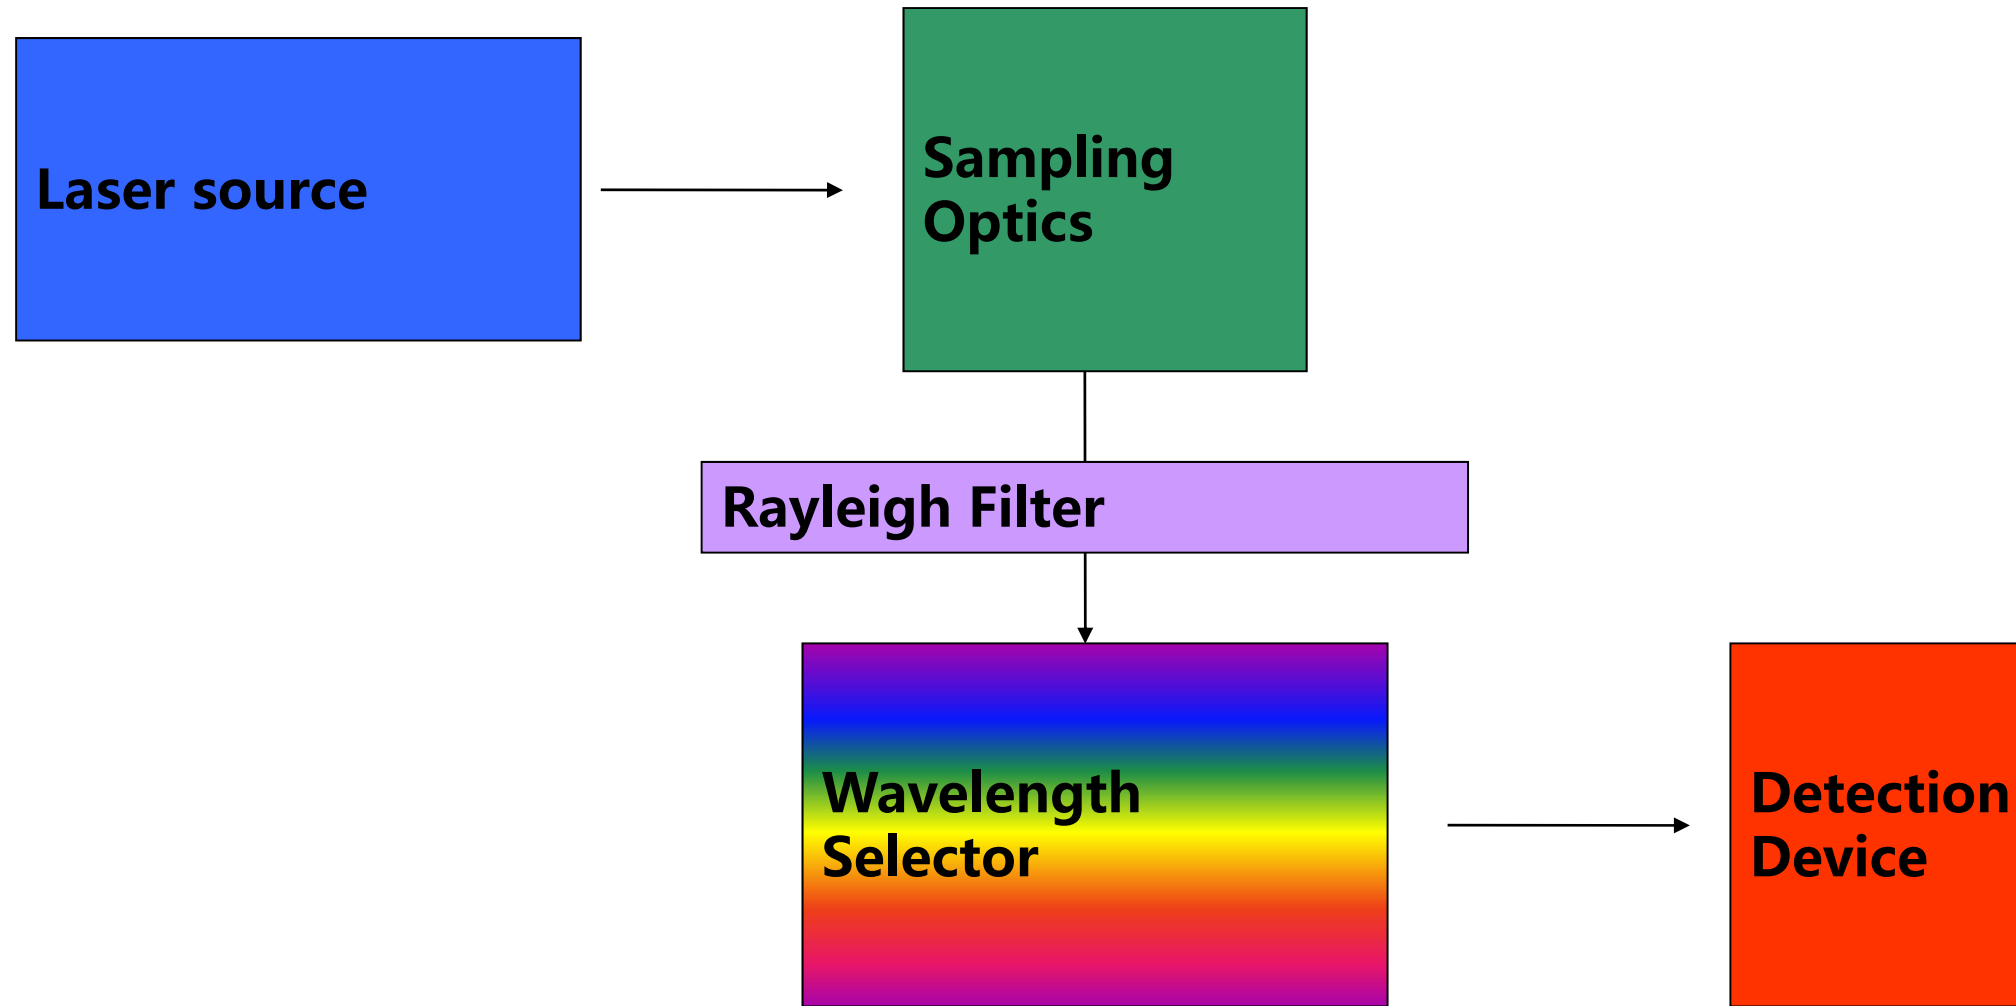 Laser source
Sampling
Optics
Rayleigh Filter
Wavelength
Selector
Detection
Device